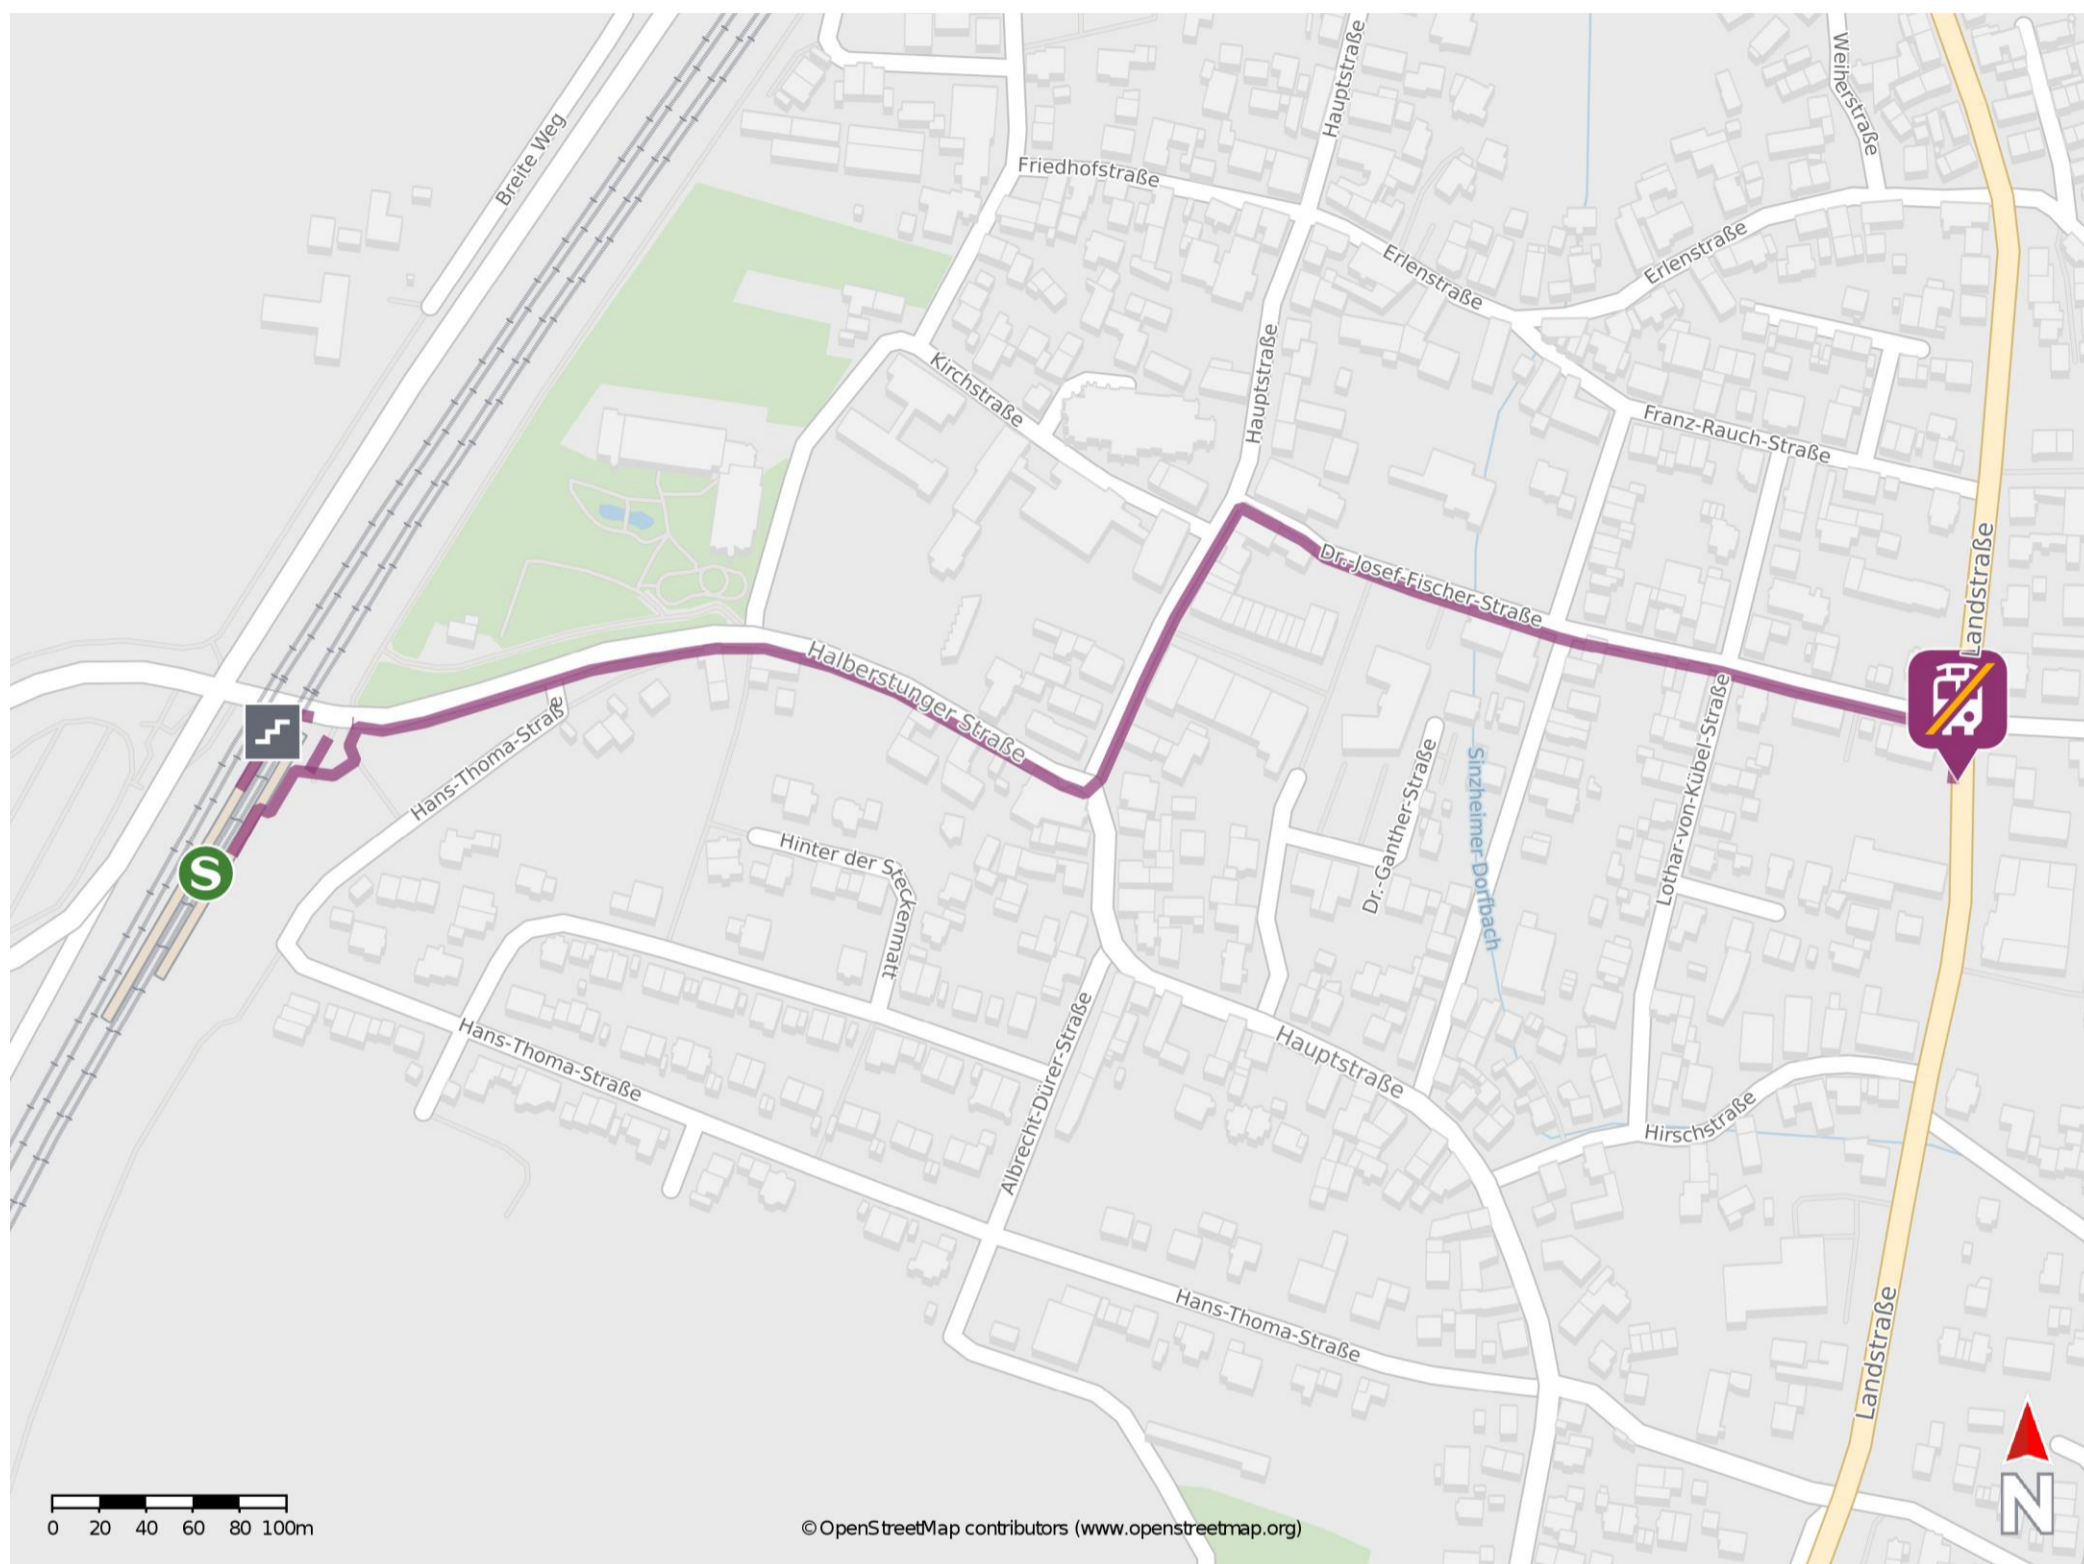 Hauptstraße
Weiherstraße
Breite Weg
Friedhofstraße
Erlenstraße
Erlenstraße
Kirchstraße
Hauptstraße
Franz-Rauch-Straße
Landstraße
Dr.-Josef-Fischer-Straße
Halberstunger Straße
Hans-Thoma-Straße
Lothar-von-Kübel-Straße
Dr.-Ganther-Straße
Sinzheimer Dorfbach
Hinter der Steckenmatt
S
Hans-Thoma-Straße
Albrecht-Dürer-Straße
Hauptstraße
Hirschstraße
Hans-Thoma-Straße
Landstraße
N
0 20 40 60 80 100m
© OpenStreetMap contributors (www.openstreetmap.org)